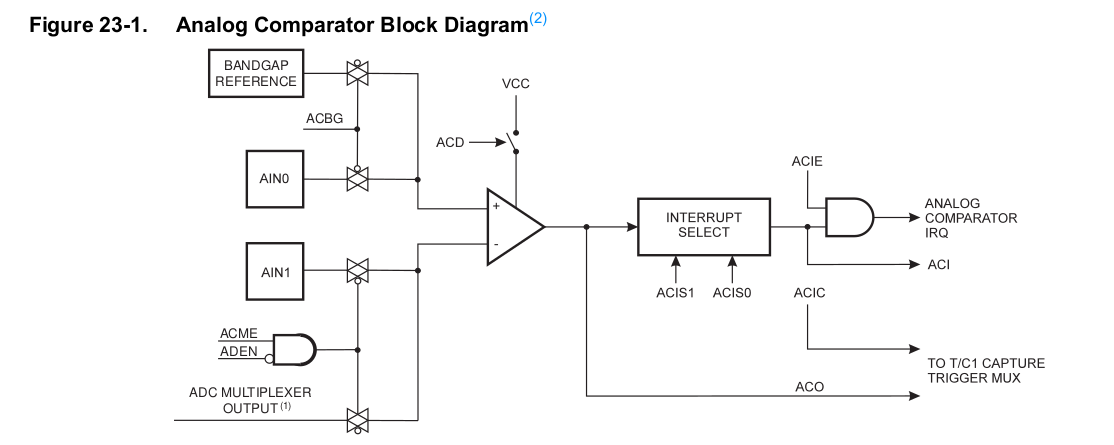 Figure 23-1. Analog Comparator Block Diagram(2)
BANDGAP
REFERENCE
VCC
ACBG
ACD
ACIE
AIN0
ANALOG
COMPARATOR
IRQ
+
INTERRUPT
SELECT
-
AIN1
ACI
ACIS1 ACIS0 ACIC
ACME
ADEN
TO T/C1 CAPTURE
TRIGGER MUX
ADC MULTIPLEXER
OUTPUT (1)
ACO